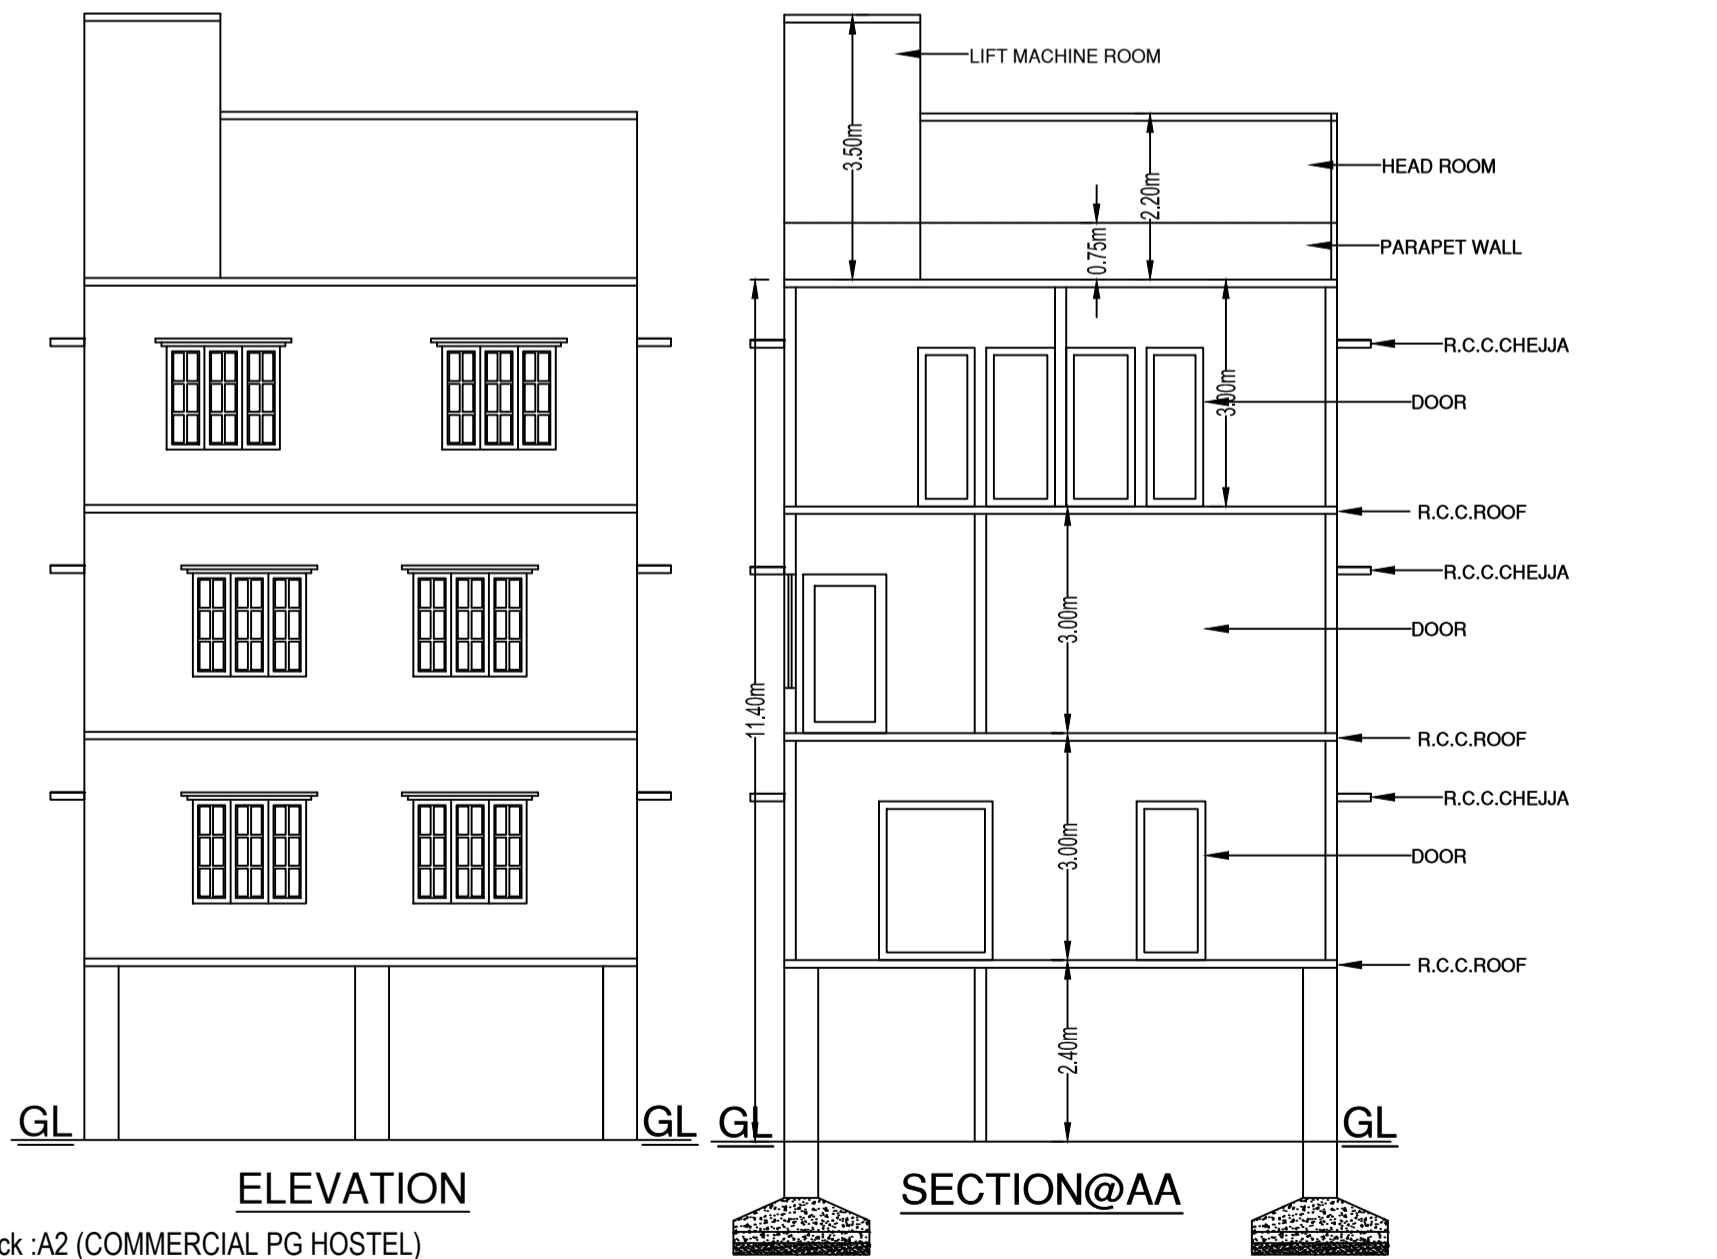 LIFT MACHINE ROOM
3.50m
HEAD ROOM
2.20m
PARAPET WALL
0.75m
R.C.C.CHEJJA
3.00m
DOOR
R.C.C.ROOF
R.C.C.CHEJJA
3.00m
DOOR
11.40m
R.C.C.ROOF
R.C.C.CHEJJA
3.00m
DOOR
R.C.C.ROOF
2.40m
GL
GL
GL
GL
ELEVATION
SECTION@AA
ck :A2 (COMMERCIAL PG HOSTEL)